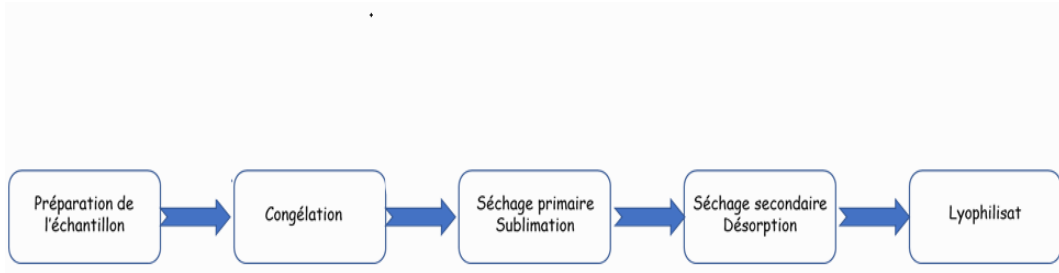 Préparation de
l'échantillon
Congélation
Séchage primaire
Sublimation
Séchage secondaire
Désorption
Lyophilisat